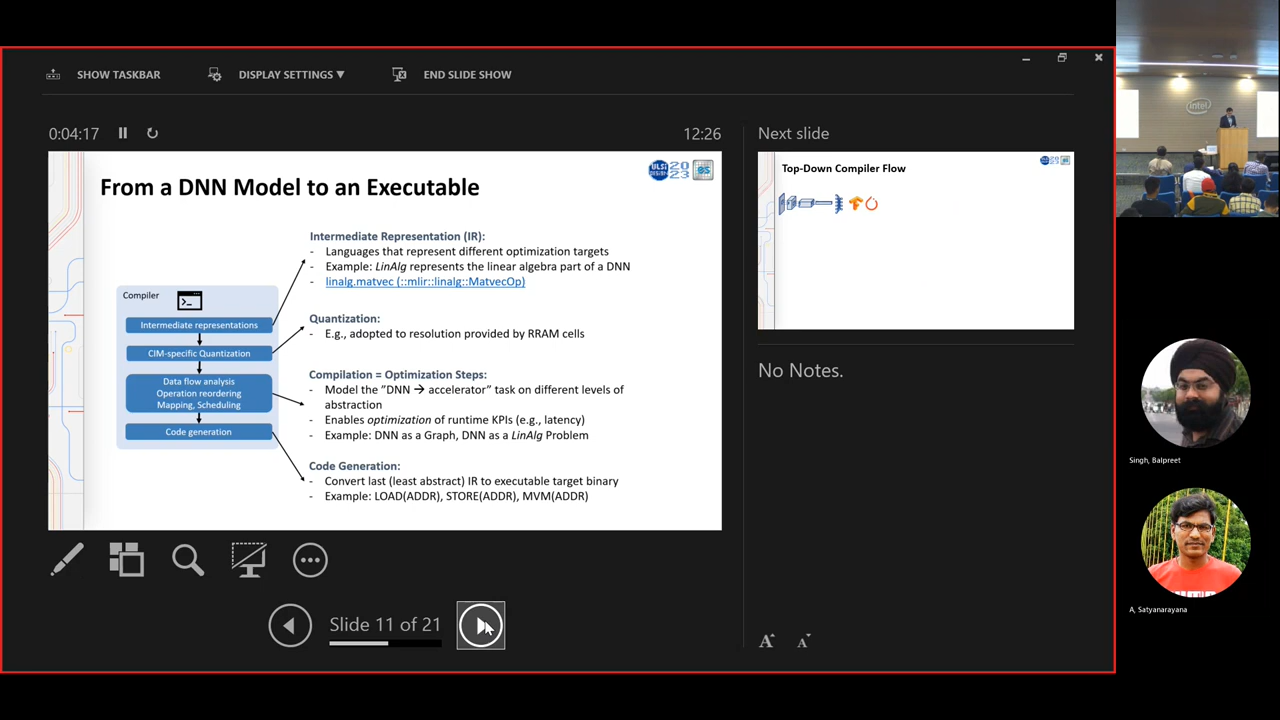 SHOW TASKBAR
DISPLAY SETTINGS ▼
END SLIDE SHOW
0:04:17
12:26
From a DNN Model to an Executable
VLSI DESIGN 2023
ES
Compiler
Intermediate representations
CIM-specific Quantization
Data flow analysis
Operation reordering
Mapping, Scheduling
Code generation
Intermediate Representation (IR):
- Languages that represent different optimization targets
- Example: LinAlg represents the linear algebra part of a DNN
- linalg.matvec (::mlir::linalg::MatvecOp)
Quantization:
- E.g., adopted to resolution provided by RRAM cells
Compilation = Optimization Steps:
- Model the "DNN → accelerator" task on different levels of
abstraction
- Enables optimization of runtime KPIs (e.g., latency)
- Example: DNN as a Graph, DNN as a LinAlg Problem
Code Generation:
- Convert last (least abstract) IR to executable target binary
- Example: LOAD(ADDR), STORE(ADDR), MVM(ADDR)
Slide 11 of 21
Next slide
Top-Down Compiler Flow
No Notes.
A A
intel
Singh, Balpreet
A, Satyanarayana